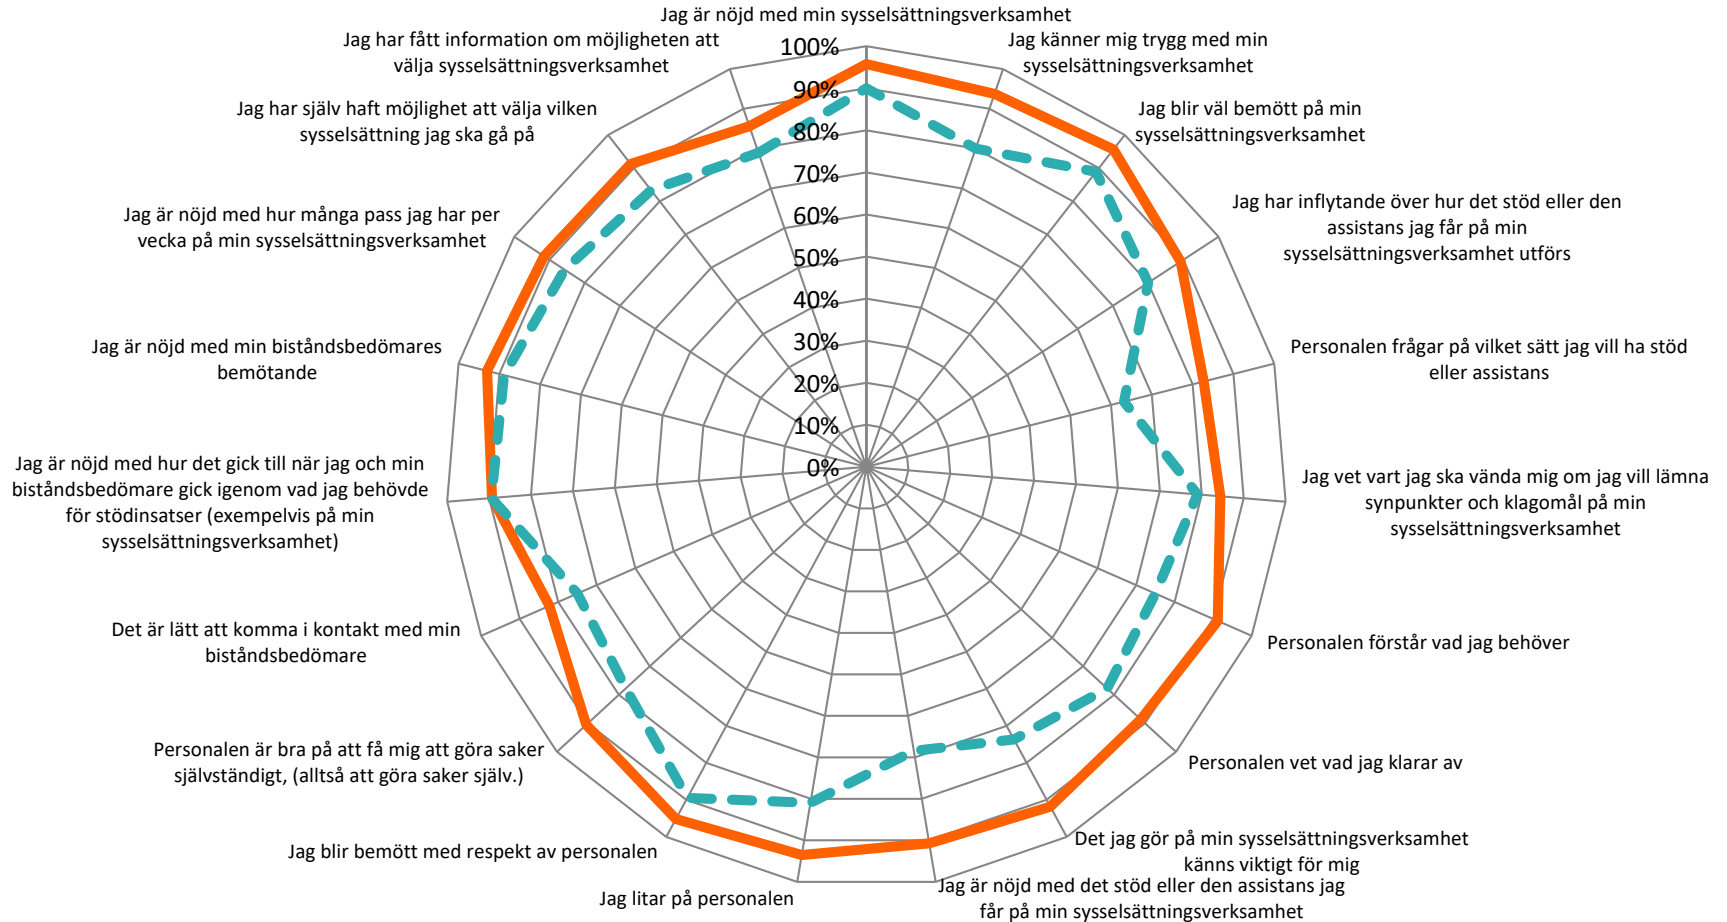 Jag är nöjd med min sysselsättningsverksamhet
Jag känner mig trygg med min
sysselsättningsverksamhet
Jag blir väl bemött på min
sysselsättningsverksamhet
Jag har inflytande över hur det stöd eller den
assistans jag får på min
sysselsättningsverksamhet utförs
Personalen frågar på vilket sätt jag vill ha stöd
eller assistans
Jag vet vart jag ska vända mig om jag vill lämna
synpunkter och klagomål på min
sysselsättningsverksamhet
Personalen förstår vad jag behöver
Personalen vet vad jag klarar av
Det jag gör på min sysselsättningsverksamhet
känns viktigt för mig
Jag är nöjd med det stöd eller den assistans jag
får på min sysselsättningsverksamhet
Jag litar på personalen
Jag blir bemött med respekt av personalen
Personalen är bra på att få mig att göra saker
självständigt, (alltså att göra saker själv.)
Det är lätt att komma i kontakt med min
biståndsbedömare
Jag är nöjd med hur det gick till när jag och min
biståndsbedömare gick igenom vad jag behövde
för stödinsatser (exempelvis på min
sysselsättningsverksamhet)
Jag är nöjd med min biståndsbedömares
bemötande
Jag är nöjd med hur många pass jag har per
vecka på min sysselsättningsverksamhet
Jag har själv haft möjlighet att välja vilken
sysselsättning jag ska gå på
Jag har fått information om möjligheten att
välja sysselsättningsverksamhet
100%
90%
80%
70%
60%
50%
40%
30%
20%
10%
0%